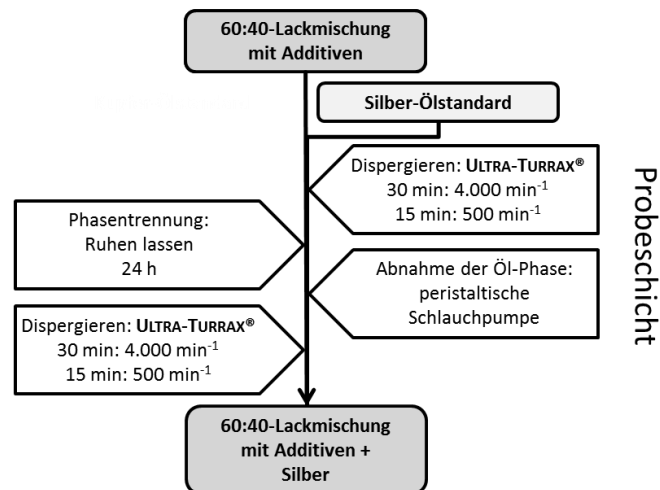 60:40-Lackmischung
mit Additiven
Silber-Ölstandard
Dispergieren: ULTRA-TURRAX®
30 min: 4.000 min⁻¹
15 min: 500 min⁻¹
Phasentrennung:
Ruhen lassen
24 h
Abnahme der Öl-Phase:
peristaltische
Schlauchpumpe
Dispergieren: ULTRA-TURRAX®
30 min: 4.000 min⁻¹
15 min: 500 min⁻¹
60:40-Lackmischung
mit Additiven +
Silber
Probeschicht